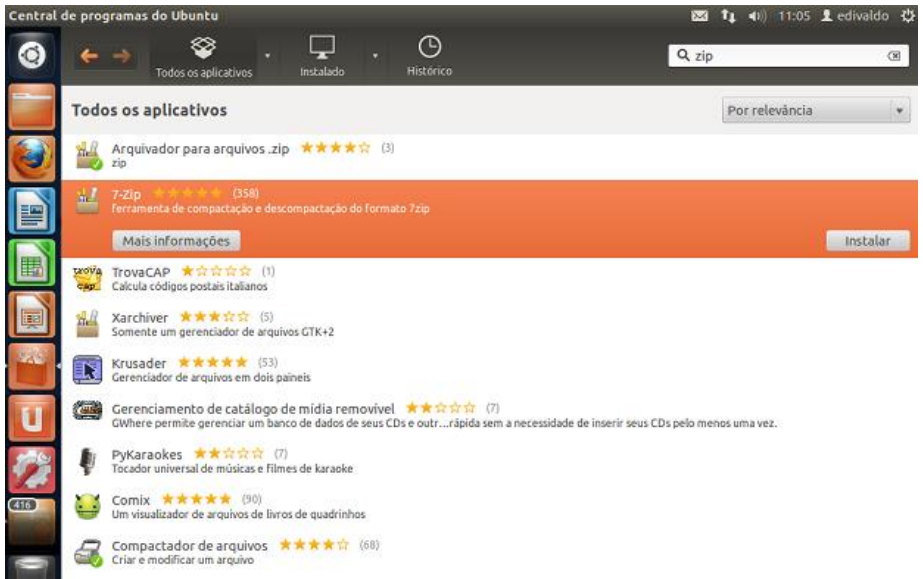 Central de programas do Ubuntu
11:05 edivaldo
Todos os aplicativos
Instalado
Histórico
zip
Todos os aplicativos
Por relevância
Arquivador para arquivos .zip (3)
zip
7-Zip (358)
ferramenta de compactação e descompactação do formato 7zip
Mais informações
Instalar
trova cap
TrovaCAP (1)
Calcula códigos postais italianos
Xarchiver (5)
Somente um gerenciador de arquivos GTK+2
Krusader (53)
Gerenciador de arquivos em dois paineis
Gerenciamento de catálogo de mídia removível (7)
GWhere permite gerenciar um banco de dados de seus CDs e outr...rápida sem a necessidade de inserir seus CDs pelo menos uma vez.
PyKaraokes (7)
Tocador universal de músicas e filmes de karaoke
Comix (90)
Um visualizador de arquivos de livros de quadrinhos
416
Compactador de arquivos (68)
Criar e modificar um arquivo